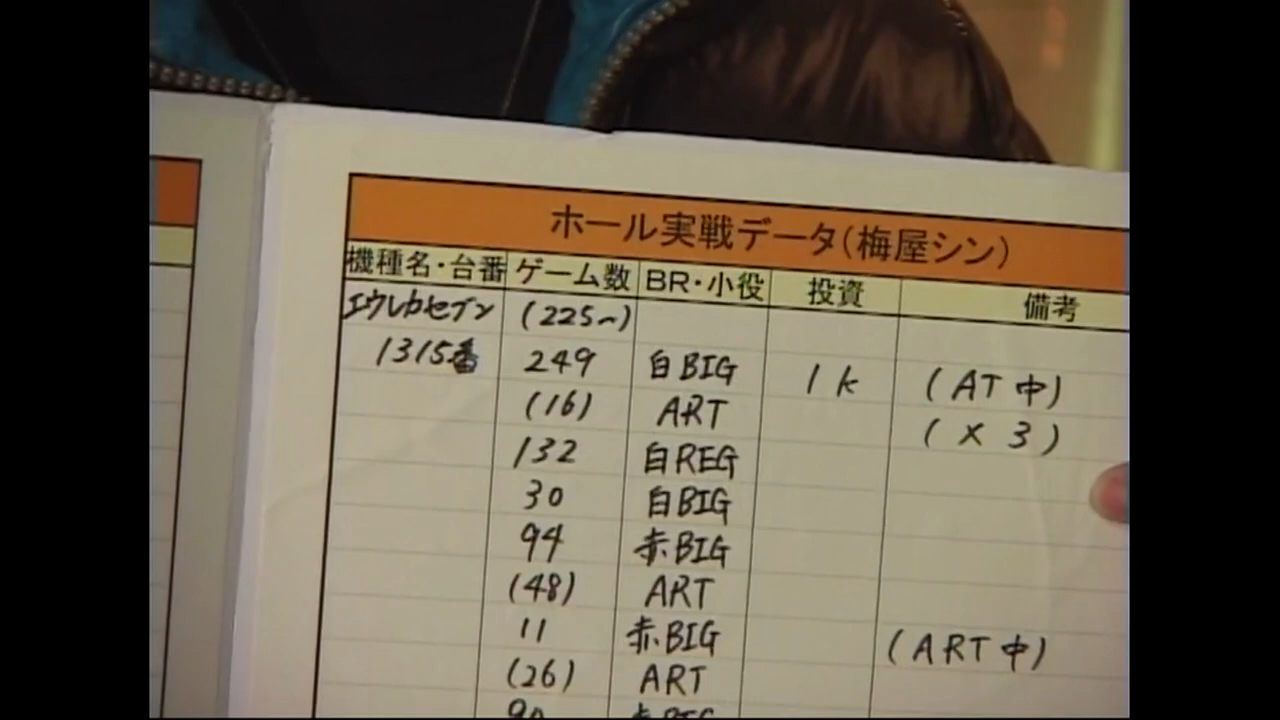 ホール実戦データ(梅屋シン)
機種名・台番 ゲーム数 BR・小役 投資 備考
エウレカセブン (225~)
1315番 249 白BIG 1k (AT中)
(16) ART (×3)
132 白REG
30 白BIG
94 赤BIG
(48) ART
11 赤BIG (ART中)
(26) ART